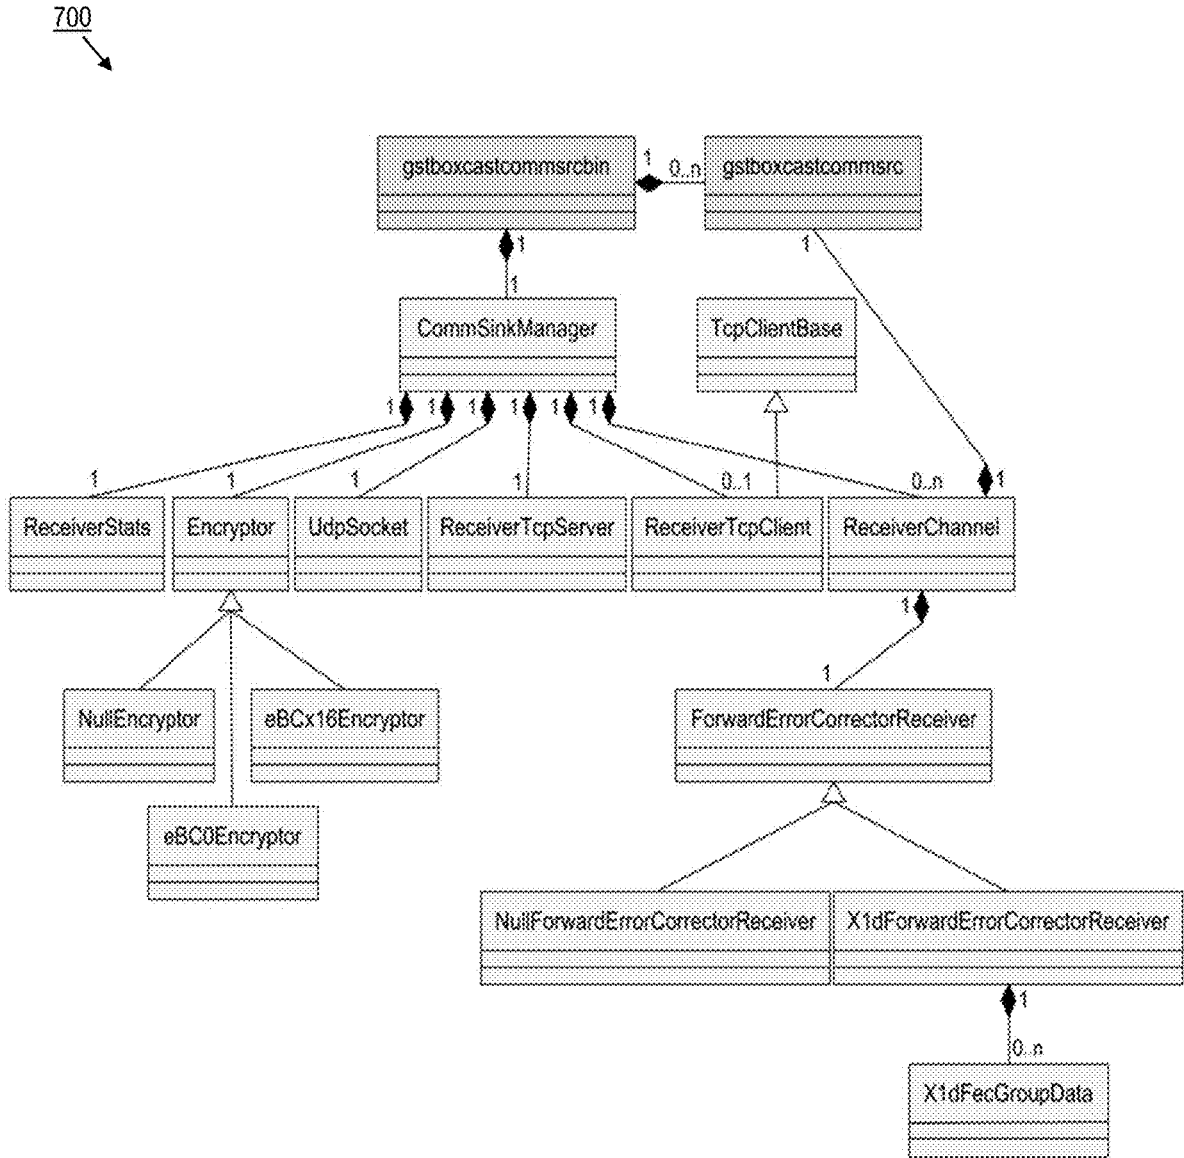 700
gstboxcastcommsrcbin 1 0..n gstboxcastcommsrc
1 1
1
CommSinkManager TcpClientBase
1 1 1 1 1 1
1 1 1 1 0..1 0..n 1
ReceiverStats Encryptor UdpSocket ReceiverTcpServer ReceiverTcpClient ReceiverChannel
1
1
NullEncryptor eBCx16Encryptor ForwardErrorCorrectorReceiver
eBC0Encryptor
NullForwardErrorCorrectorReceiver X1dForwardErrorCorrectorReceiver
1
0..n
X1dFecGroupData